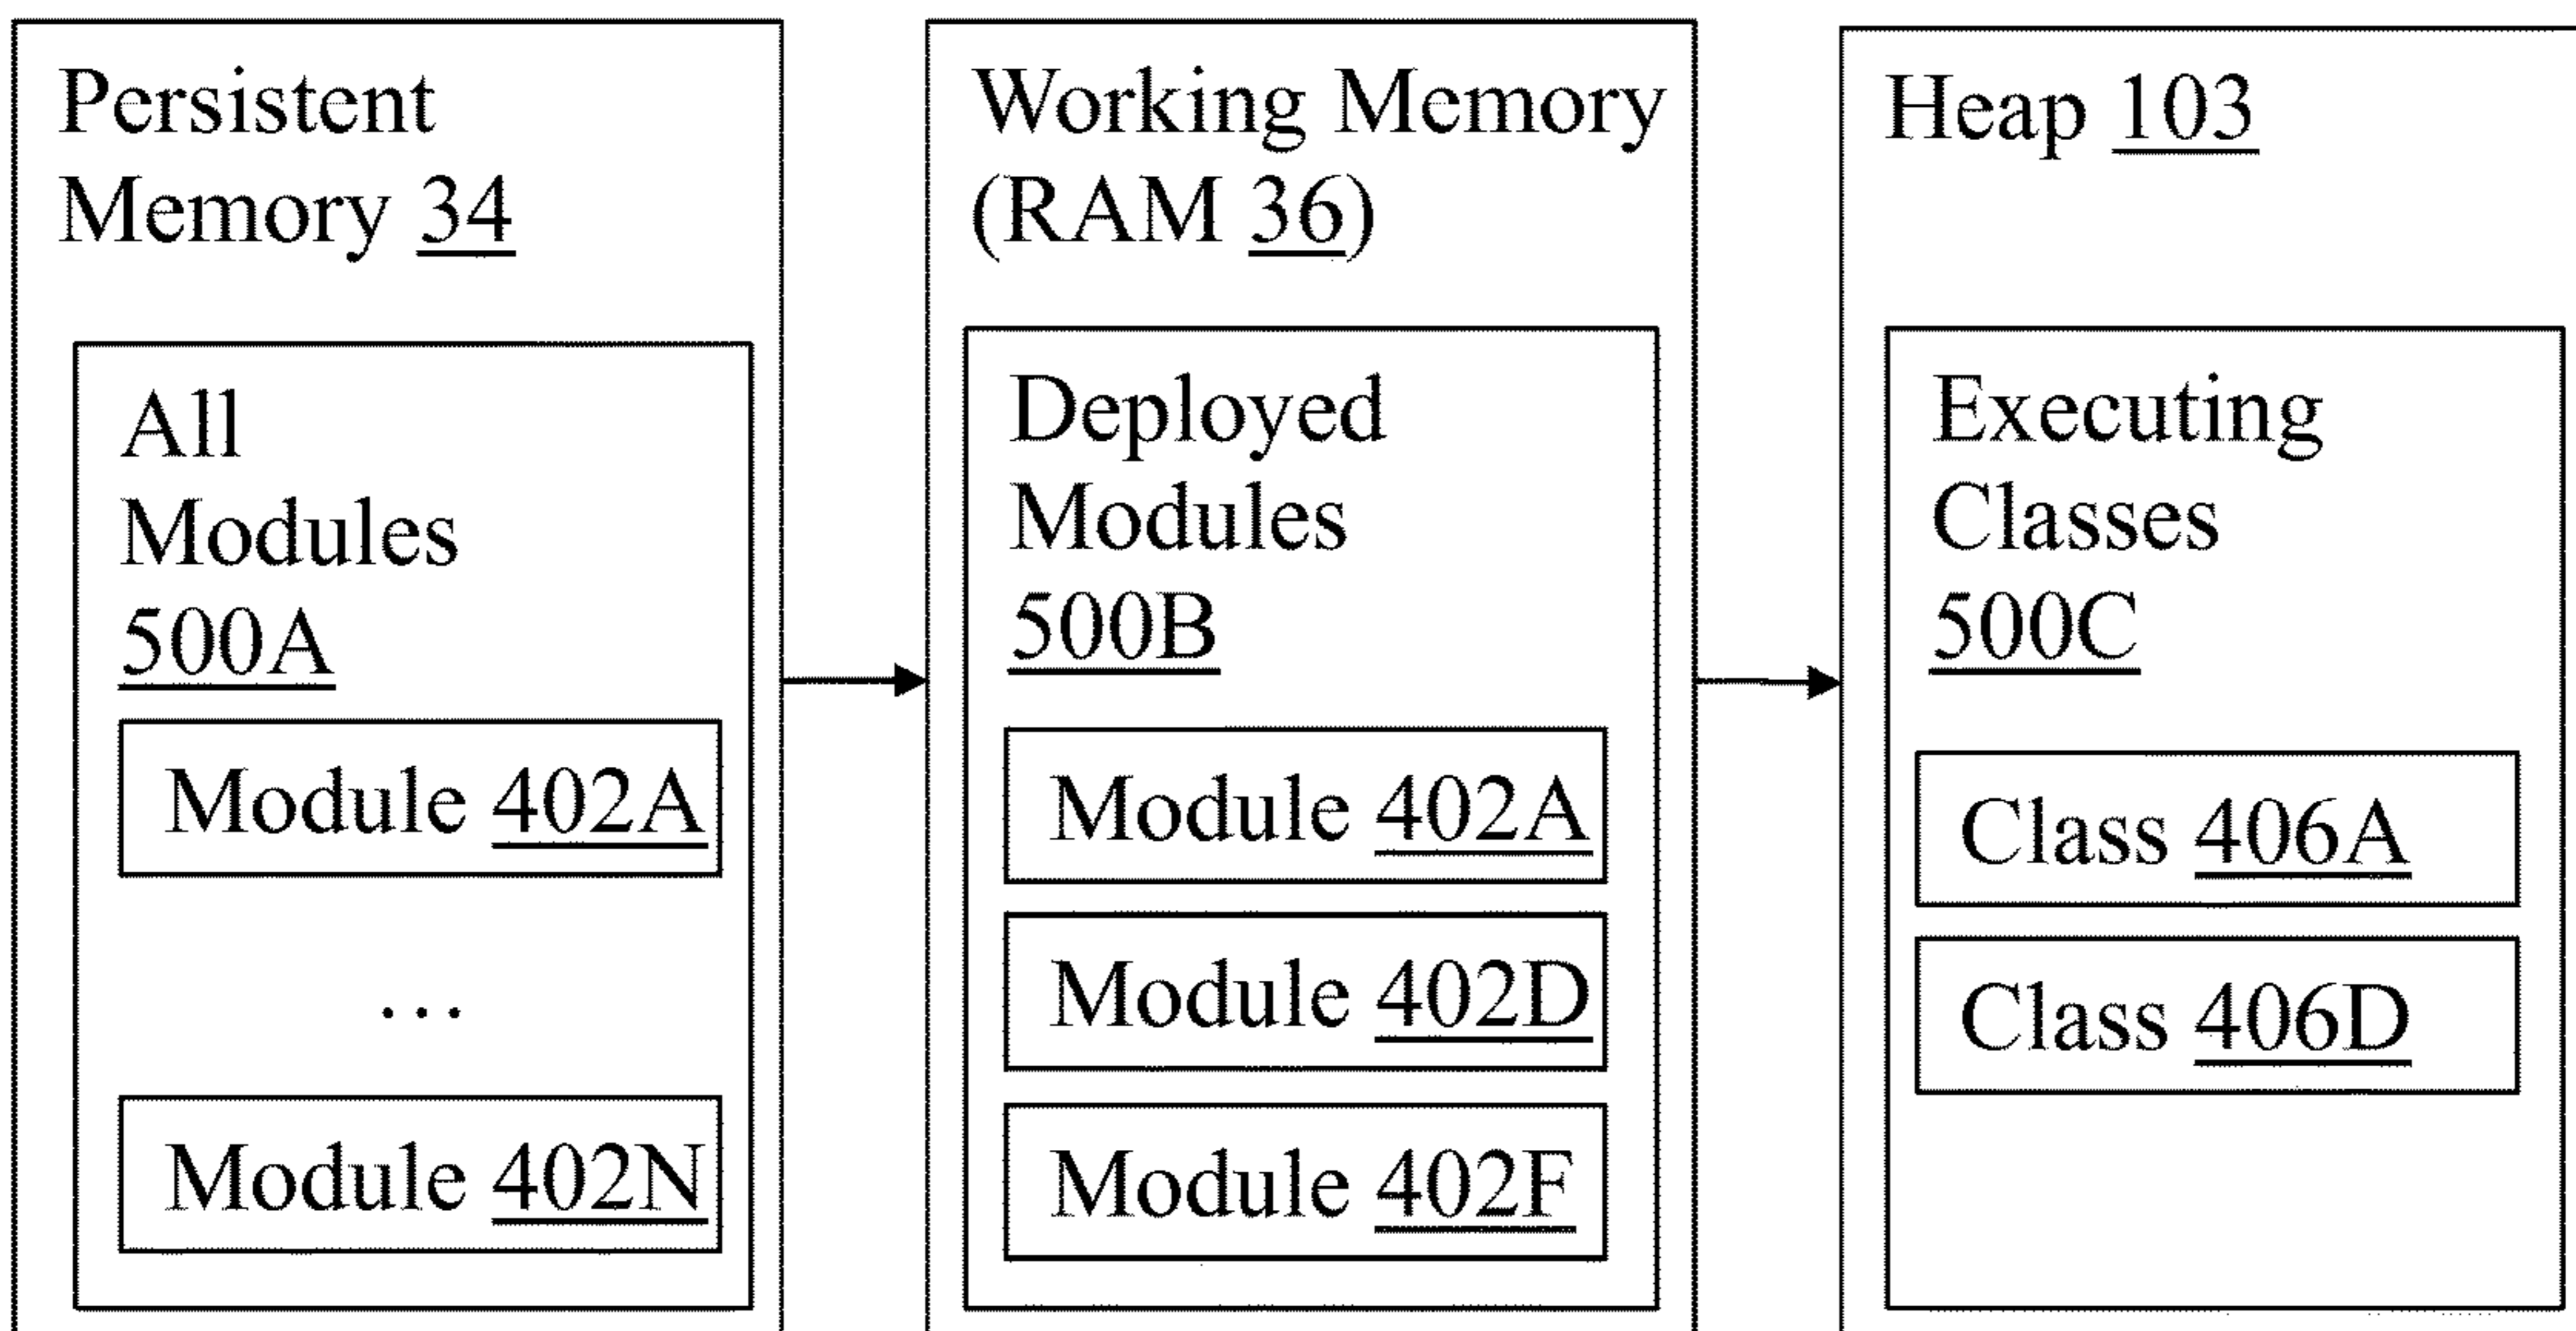 Persistent
Memory 34
All
Modules
500A
Module 402A
...
Module 402N
Working Memory
(RAM 36)
Deployed
Modules
500B
Module 402A
Module 402D
Module 402F
Heap 103
Executing
Classes
500C
Class 406A
Class 406D